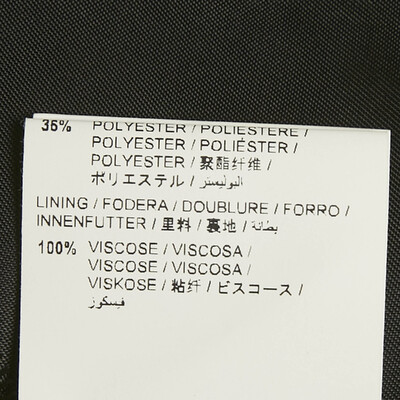 36% POLYESTER / POLIESTERE /
POLYESTER / POLIÉSTER /
POLYESTER / 聚酯纤维 /
ポリエステル / البوليستر
LINING / FODERA / DOUBLURE / FORRO /
INNENFUTTER / 里料 / 裏地 / بطانة
100% VISCOSE / VISCOSA /
VISCOSE / VISCOSA /
VISKOSE / 粘纤 / ビスコース /
فيسكوز